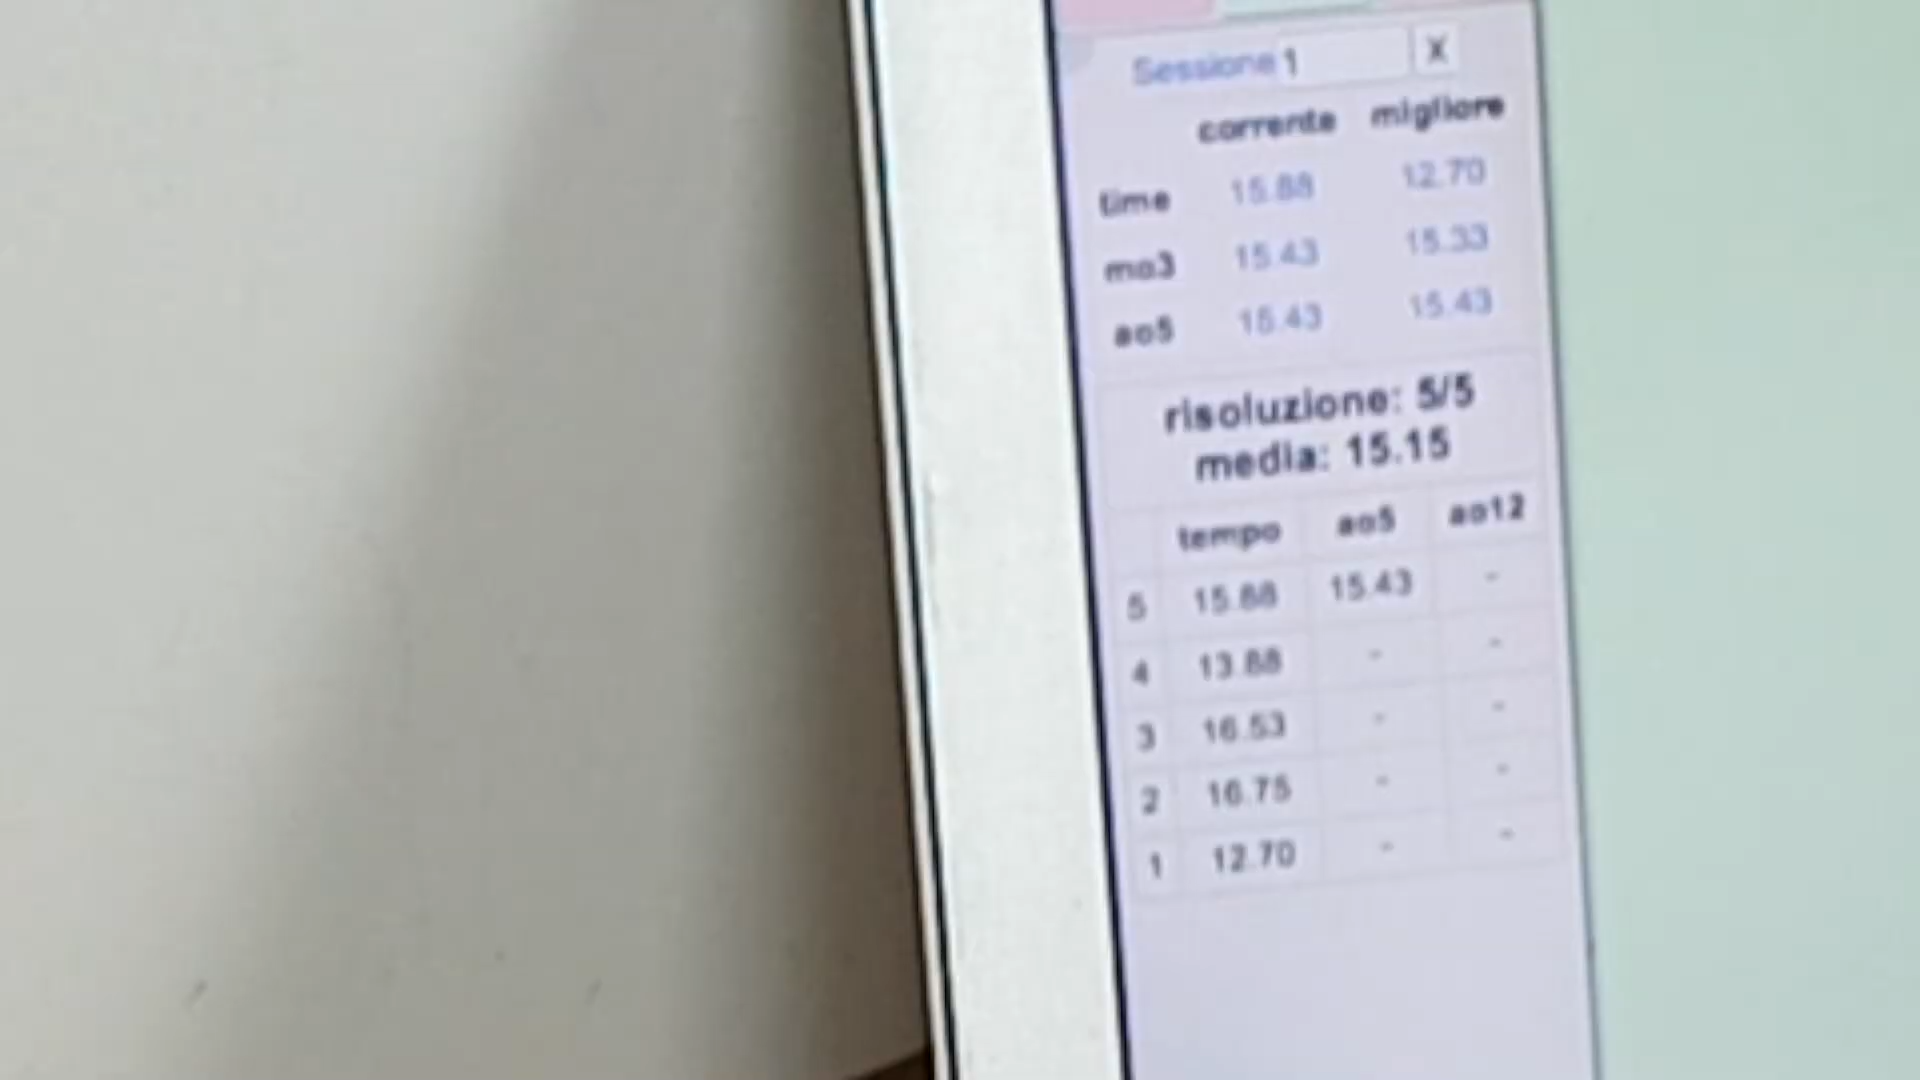 Sessione 1 X
corrente migliore
time 15.88 12.70
mo3 15.43 15.33
ao5 15.43 15.43
risoluzione: 5/5
media: 15.15
tempo ao5 ao12
5 15.88 15.43 -
4 13.88 - -
3 16.53 - -
2 16.75 - -
1 12.70 - -